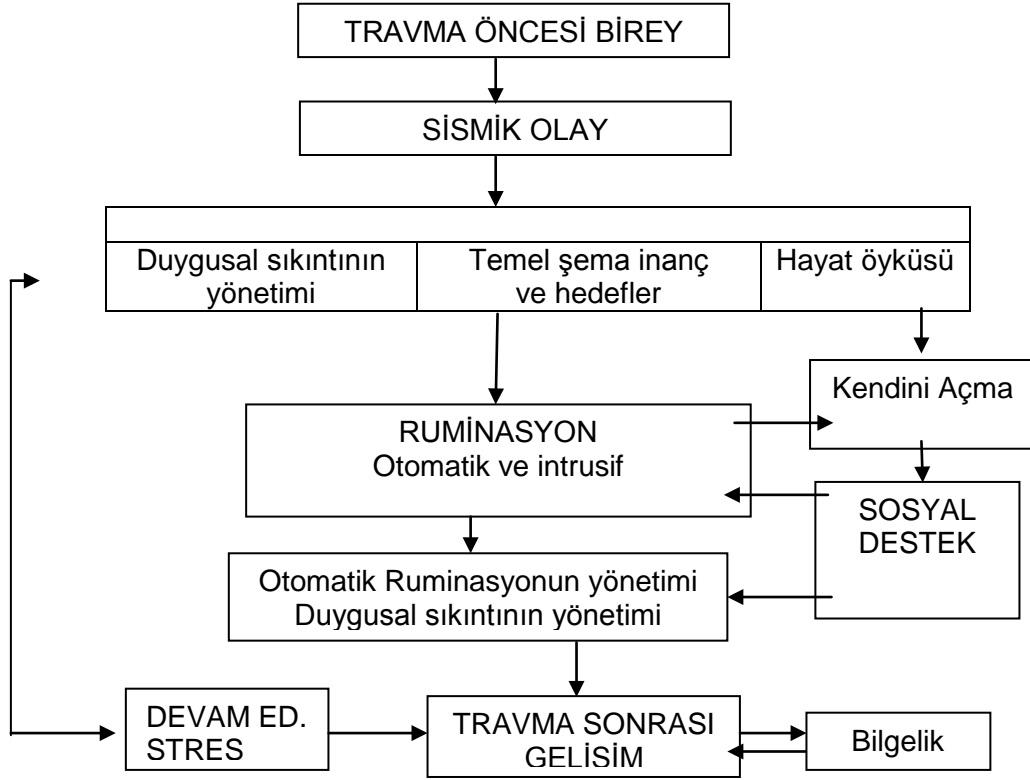 TRAVMA ÖNCESİ BİREY
SİSMİK OLAY
Duygusal sıkıntının
yönetimi
Temel şema inanç
ve hedefler
Hayat öyküsü
Kendini Açma
RUMİNASYON
Otomatik ve intrusif
SOSYAL
DESTEK
Otomatik Ruminasyonun yönetimi
Duygusal sıkıntının yönetimi
DEVAM ED.
STRES
TRAVMA SONRASI
GELİSİM
Bilgelik